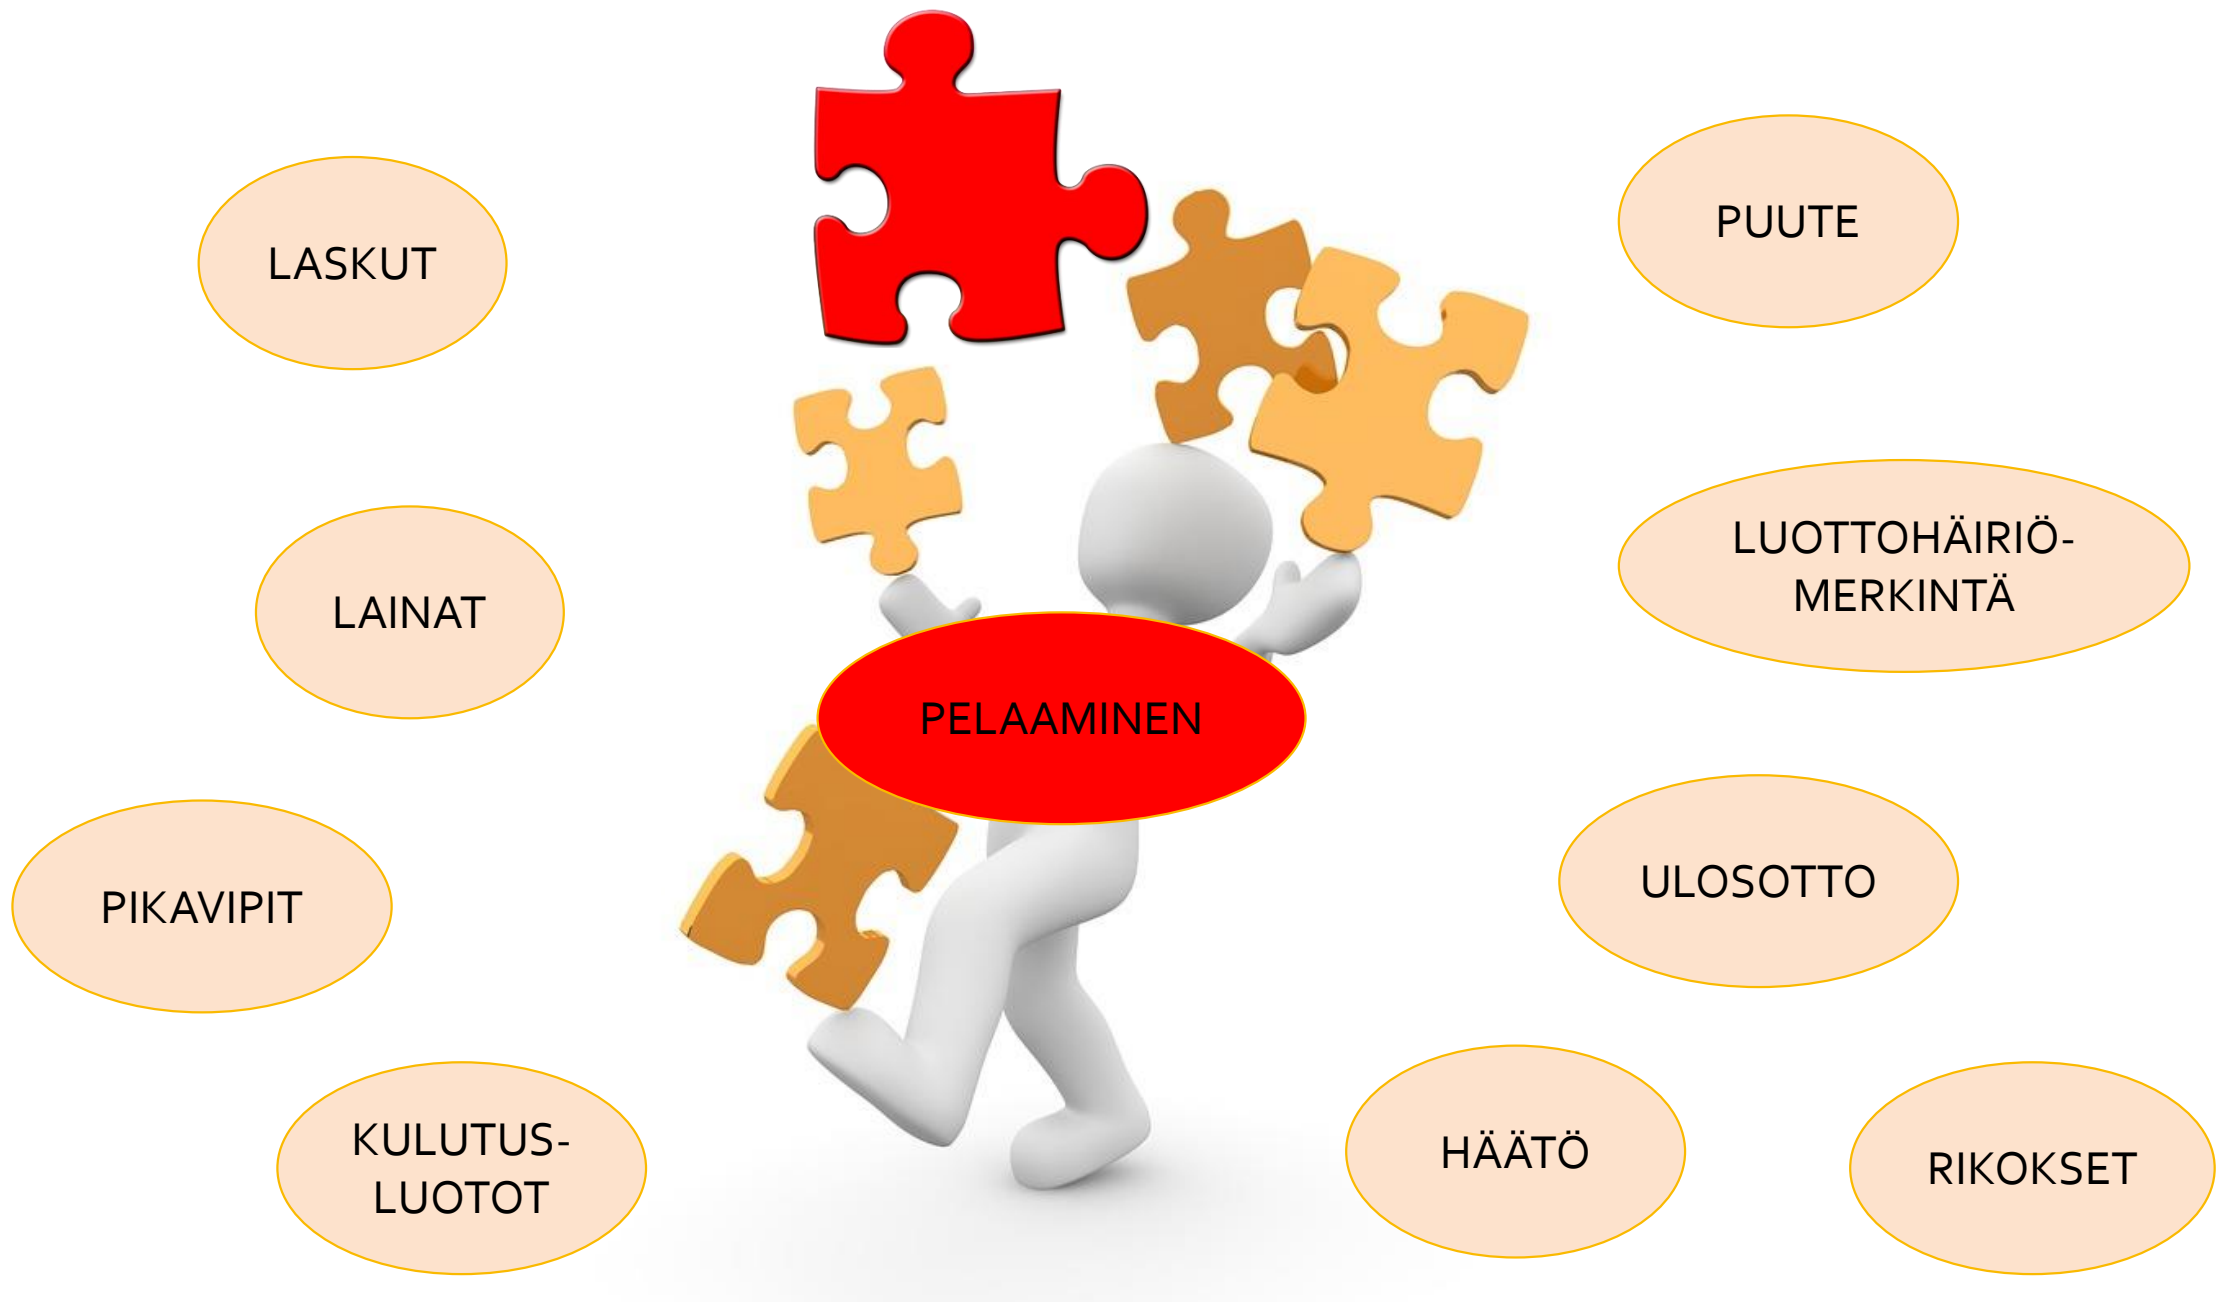 LASKUT
LAINAT
PIKAVIPIT
KULUTUS-
LUOTOT
PELAAMINEN
PUUTE
LUOTTOHÄIRIÖ-
MERKINTÄ
ULOSOTTO
HÄÄTÖ
RIKOKSET